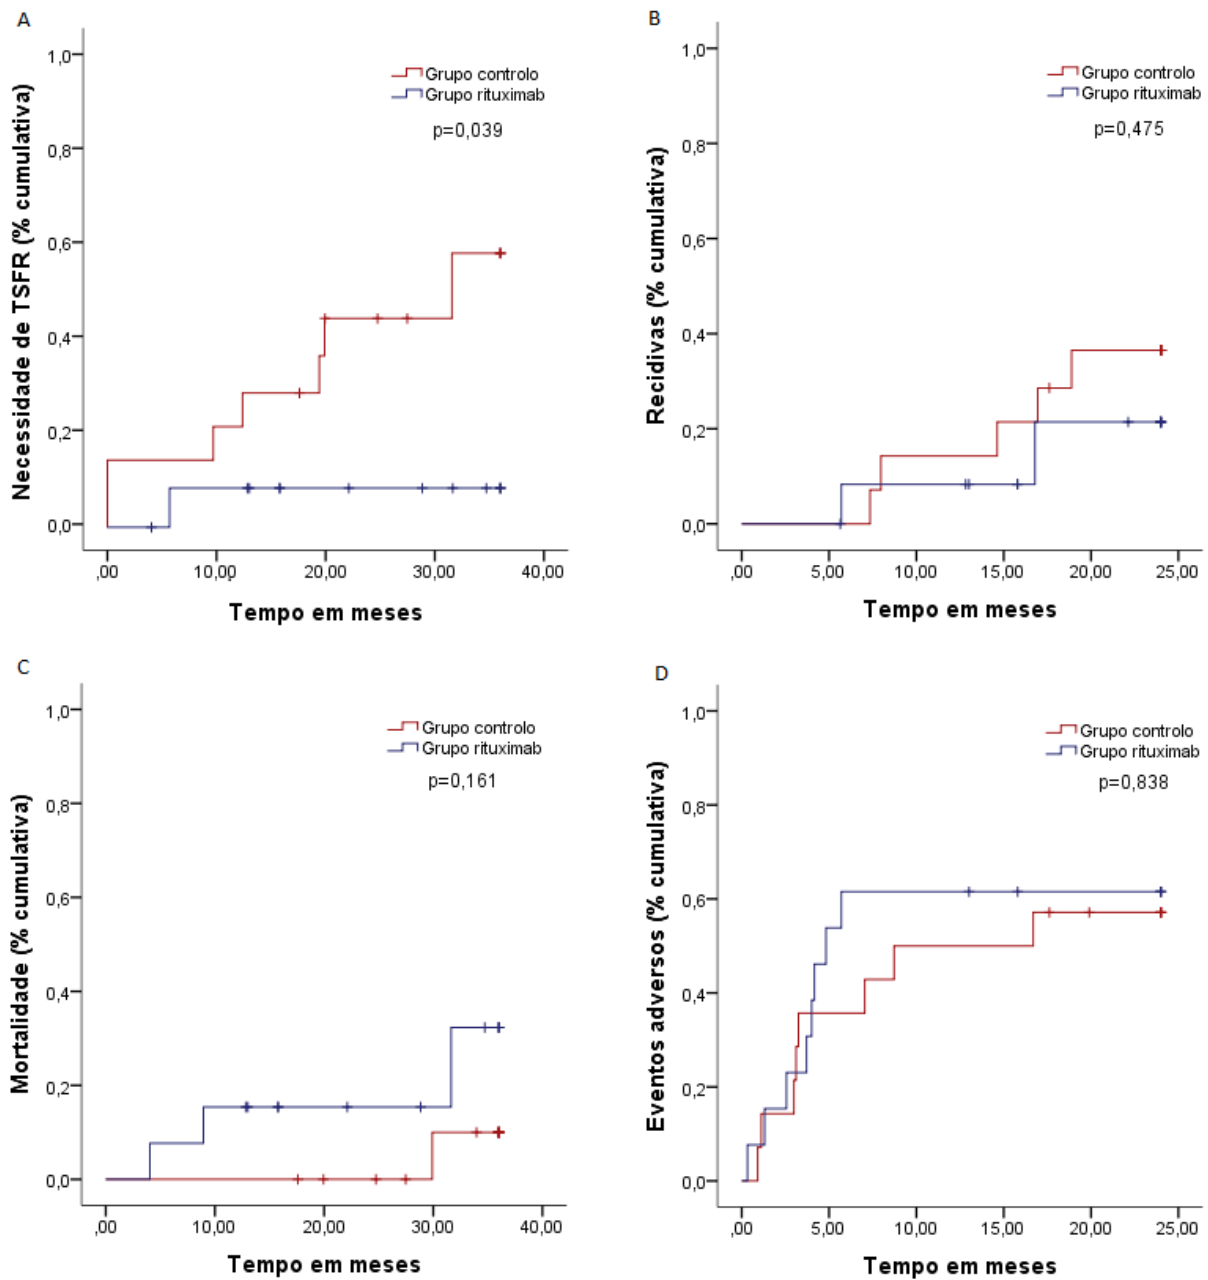 A
Necessidade de TSFR (% cumulativa)
1,0
0,8
0,6
0,4
0,2
0,0
Grupo controlo
Grupo rituximab
p=0,039
,00 10,00 20,00 30,00 40,00
Tempo em meses
B
Recidivas (% cumulativa)
1,0
0,8
0,6
0,4
0,2
0,0
Grupo controlo
Grupo rituximab
p=0,475
,00 5,00 10,00 15,00 20,00 25,00
Tempo em meses
C
Mortalidade (% cumulativa)
1,0
0,8
0,6
0,4
0,2
0,0
Grupo controlo
Grupo rituximab
p=0,161
,00 10,00 20,00 30,00 40,00
Tempo em meses
D
Eventos adversos (% cumulativa)
1,0
0,8
0,6
0,4
0,2
0,0
Grupo controlo
Grupo rituximab
p=0,838
,00 5,00 10,00 15,00 20,00 25,00
Tempo em meses